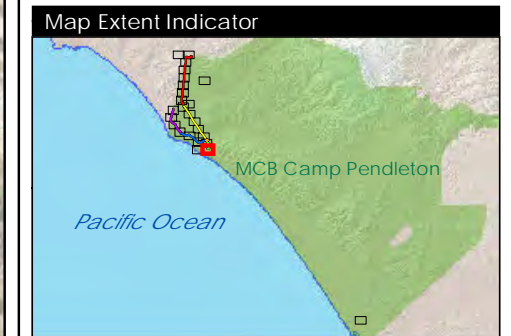 Map Extent Indicator
MCB Camp Pendleton
Pacific Ocean